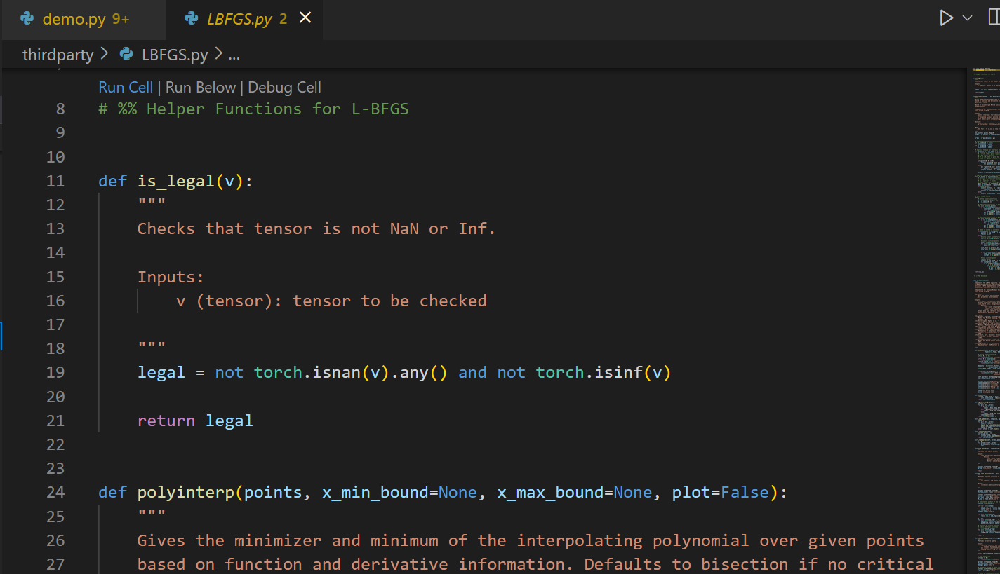 demo.py 9+ LBFGS.py 2
thirdparty > LBFGS.py > ...
Run Cell | Run Below | Debug Cell
8 # %% Helper Functions for L-BFGS
9
10
11 def is_legal(v):
12 """
13 Checks that tensor is not NaN or Inf.
14
15 Inputs:
16 v (tensor): tensor to be checked
17
18 """
19 legal = not torch.isnan(v).any() and not torch.isinf(v)
20
21 return legal
22
23
24 def polyinterp(points, x_min_bound=None, x_max_bound=None, plot=False):
25 """
26 Gives the minimizer and minimum of the interpolating polynomial over given points
27 based on function and derivative information. Defaults to bisection if no critical